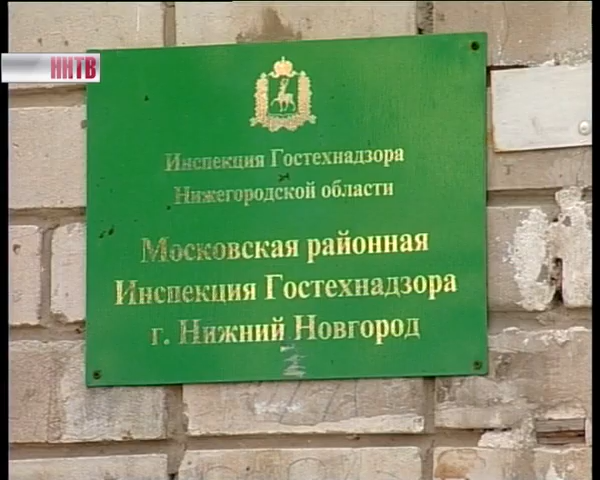 ННТВ
Инспекция Гостехнадзора
Нижегородской области
Московская районная
Инспекция Гостехнадзора
г. Нижний Новгород